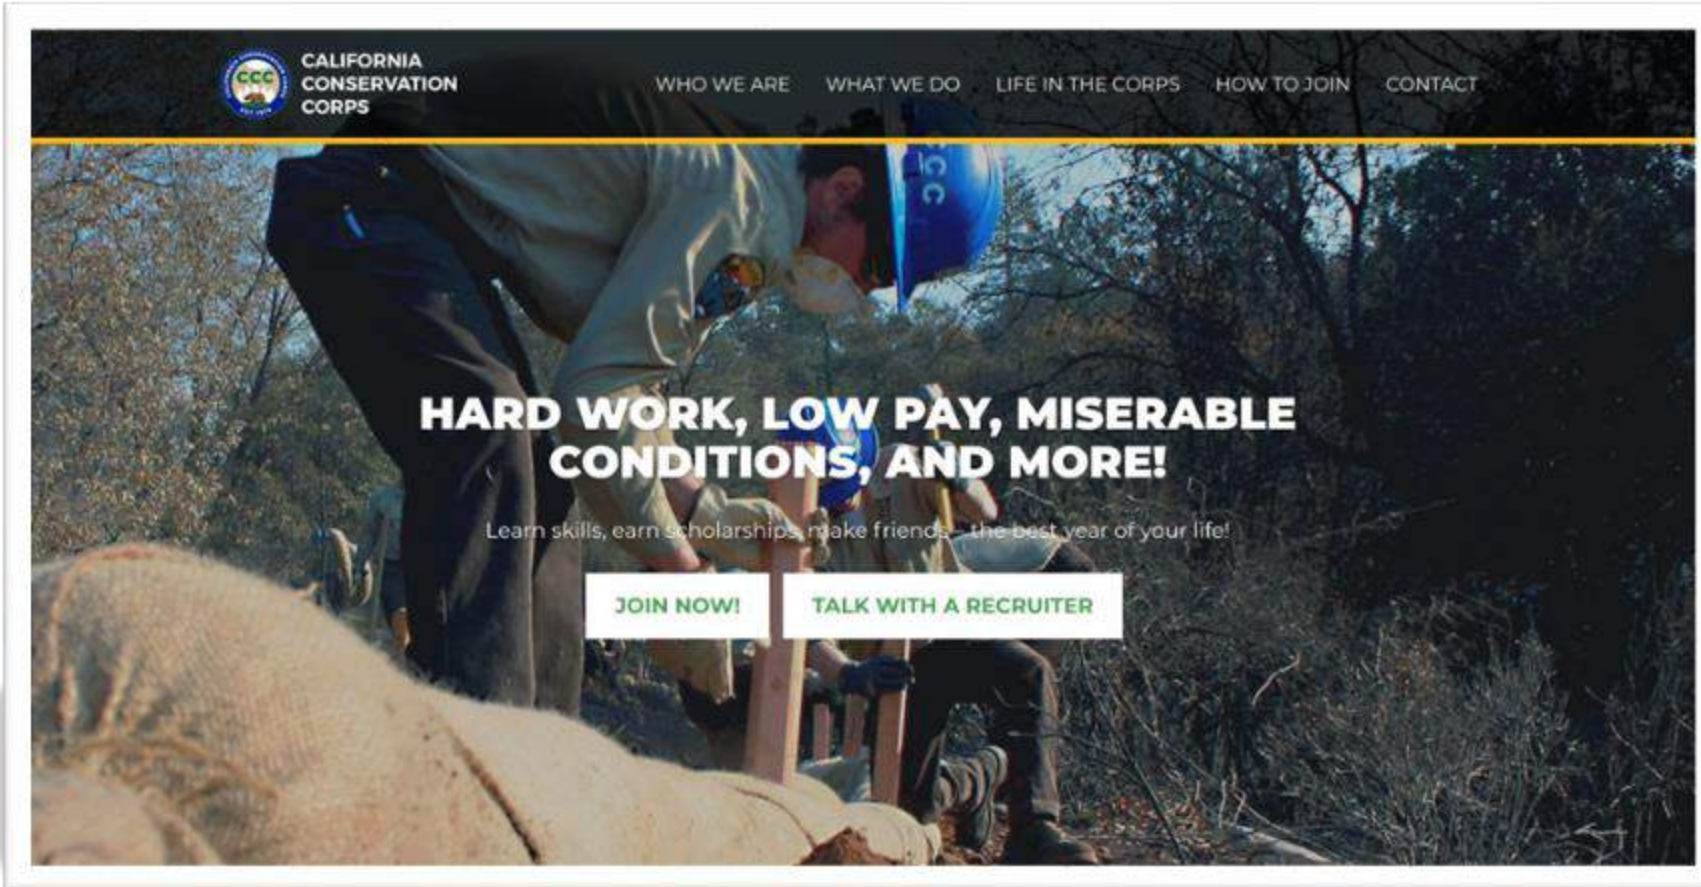 CCC
CALIFORNIA
CONSERVATION
CORPS
WHO WE ARE
WHAT WE DO
LIFE IN THE CORPS
HOW TO JOIN
CONTACT
CCC
HARD WORK, LOW PAY, MISERABLE
CONDITIONS, AND MORE!
Learn skills, earn scholarships, make friends - the best year of your life!
JOIN NOW!
TALK WITH A RECRUITER